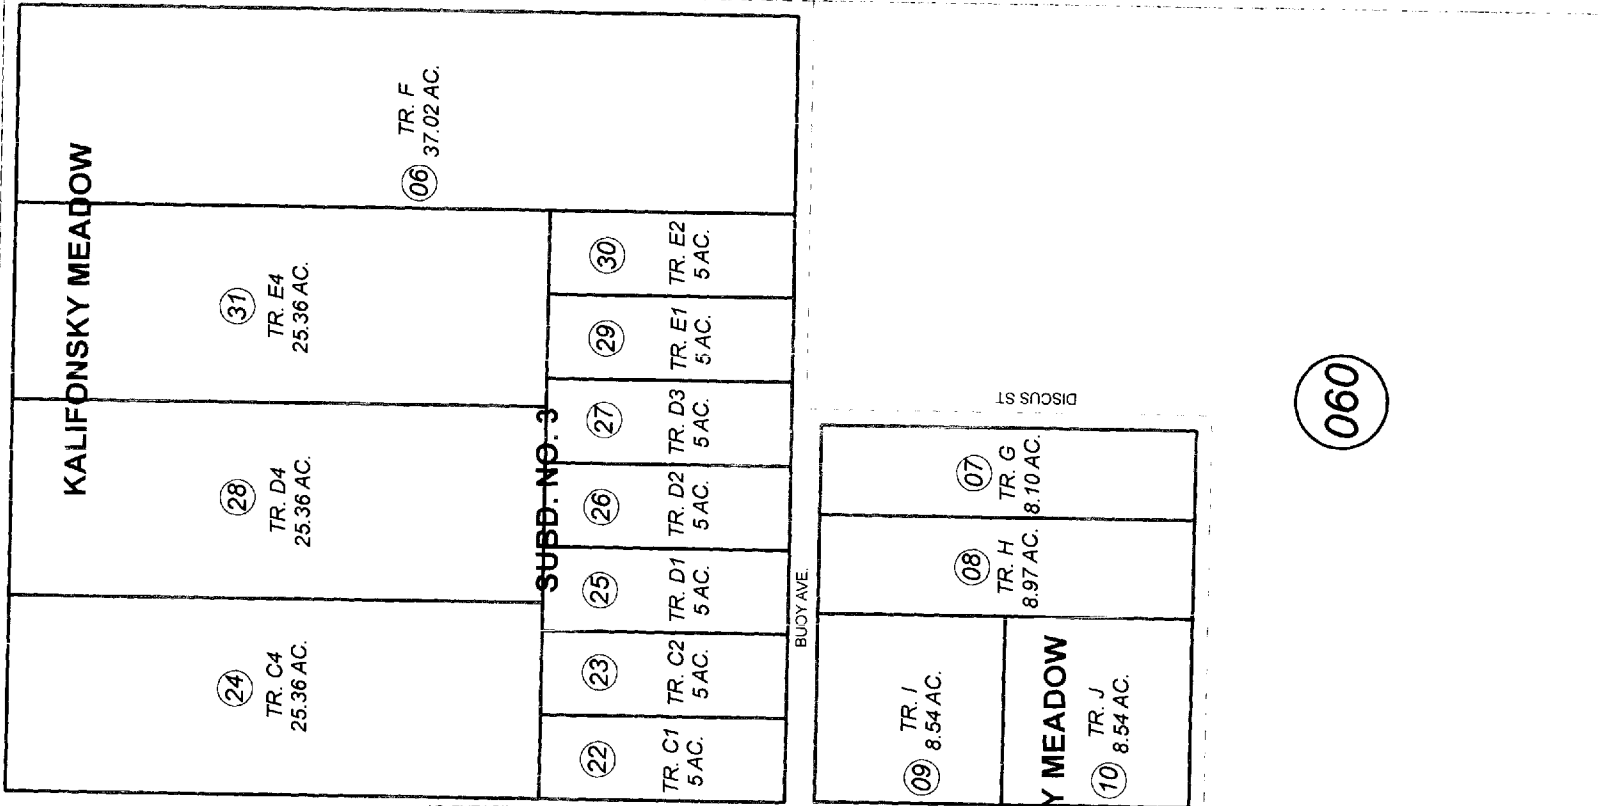 KALIFONSKY MEADOW
SUBD. NO. 3
TR. F
06 37.02 AC.
31
TR. E4
25.36 AC.
28
TR. D4
25.36 AC.
24
TR. C4
25.36 AC.
30
TR. E2
5 AC.
29
TR. E1
5 AC.
27
TR. D3
5 AC.
26
TR. D2
5 AC.
25
TR. D1
5 AC.
23
TR. C2
5 AC.
22
TR. C1
5 AC.
BUOY AVE.
DISCUS ST
07
TR. G
8.10 AC.
08
TR. H
8.97 AC.
TR. I
09 8.54 AC.
Y MEADOW
TR. J
10 8.54 AC.
060